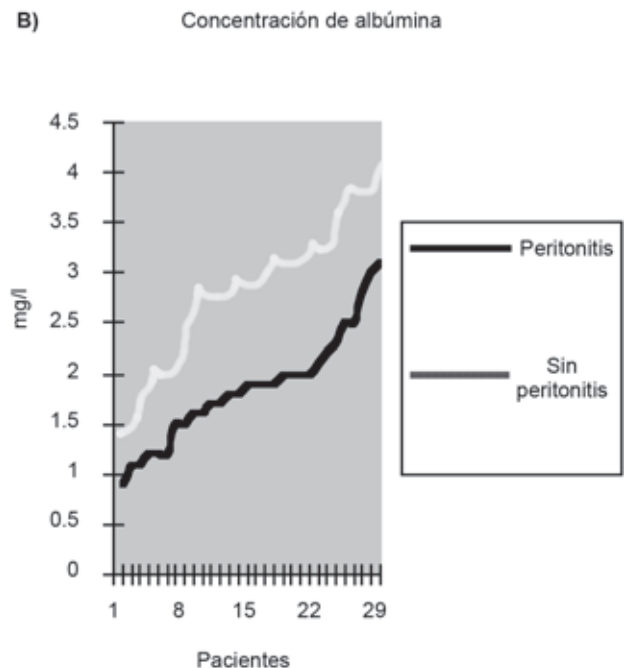 B) Concentración de albúmina
4.5
4
3.5
3
2.5
2
1.5
1
0.5
0
mg/l
1 8 15 22 29
Pacientes
Peritonitis
Sin
peritonitis